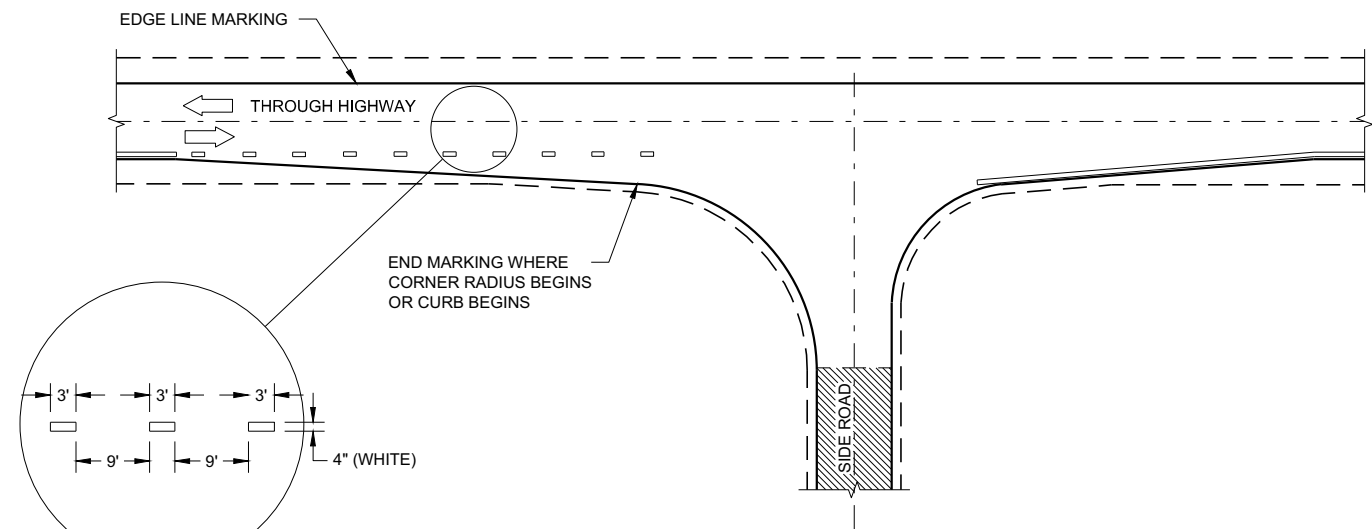 EDGE LINE MARKING
THROUGH HIGHWAY
END MARKING WHERE
CORNER RADIUS BEGINS
OR CURB BEGINS
3' 3' 3'
9' 9'
4" (WHITE)
SIDE ROAD